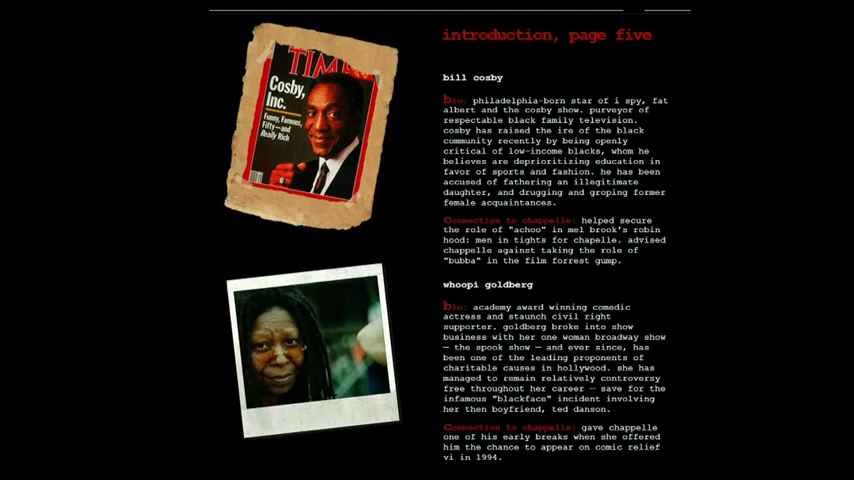 introduction, page five
TIM
Cosby,
Inc.
Funny, Famous,
Fifty—and
Really Rich
bill cosby
bio: philadelphia-born star of i spy, fat
albert and the cosby show. purveyor of
respectable black family television.
cosby has raised the ire of the black
community recently by being openly
critical of low-income blacks, whom he
believes are deprioritizing education in
favor of sports and fashion. he has been
accused of fathering an illegitimate
daughter, and drugging and groping former
female acquaintances.
Connection to chappelle: helped secure
the role of "achoo" in mel brook's robin
hood: men in tights for chapelle. advised
chappelle against taking the role of
"bubba" in the film forrest gump.
whoopi goldberg
bio: academy award winning comedic
actress and staunch civil right
supporter. goldberg broke into show
business with her one woman broadway show
— the spook show — and ever since, has
been one of the leading proponents of
charitable causes in hollywood. she has
managed to remain relatively controversy
free throughout her career — save for the
infamous "blackface" incident involving
her then boyfriend, ted danson.
Connection to chappelle: gave chappelle
one of his early breaks when she offered
him the chance to appear on comic relief
vi in 1994.